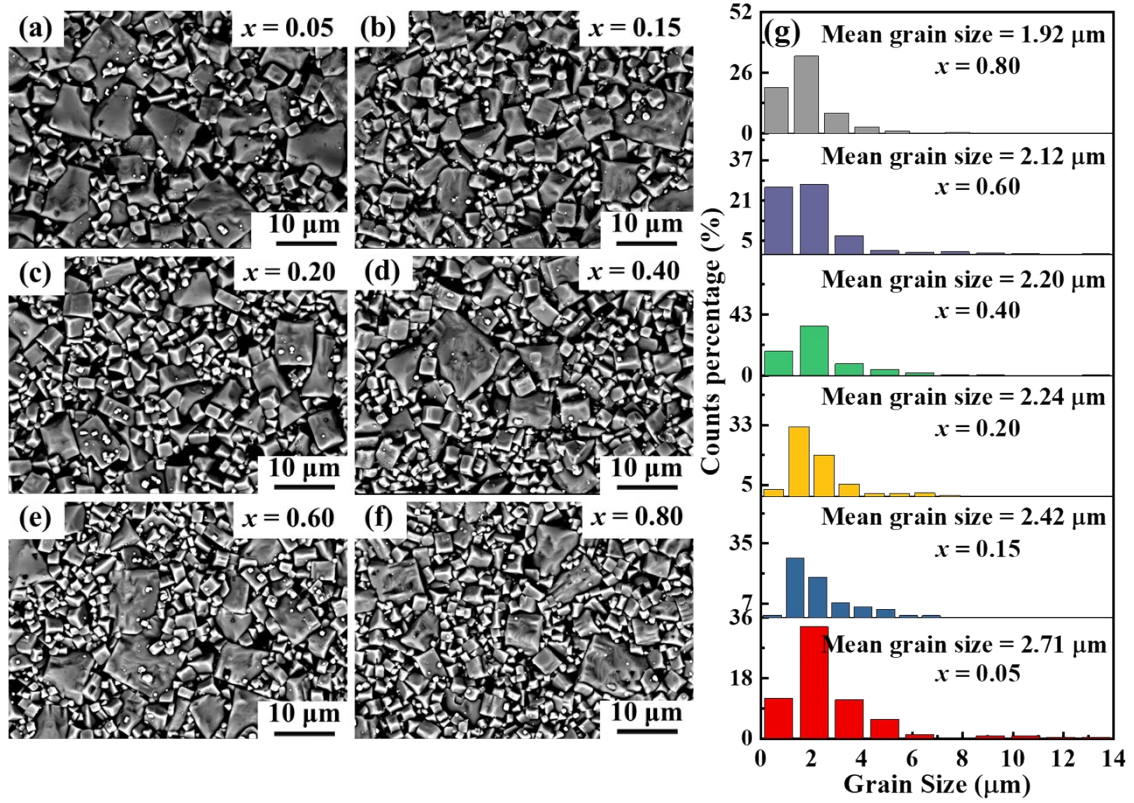 (a) x = 0.05
10 μm
(b) x = 0.15
10 μm
(c) x = 0.20
10 μm
(d) x = 0.40
10 μm
(e) x = 0.60
10 μm
(f) x = 0.80
10 μm
(g)
Counts percentage (%)
52
26
0
Mean grain size = 1.92 μm
x = 0.80
37
21
5
Mean grain size = 2.12 μm
x = 0.60
43
0
Mean grain size = 2.20 μm
x = 0.40
33
5
Mean grain size = 2.24 μm
x = 0.20
35
7
Mean grain size = 2.42 μm
x = 0.15
36
18
0
Mean grain size = 2.71 μm
x = 0.05
0 2 4 6 8 10 12 14
Grain Size (μm)